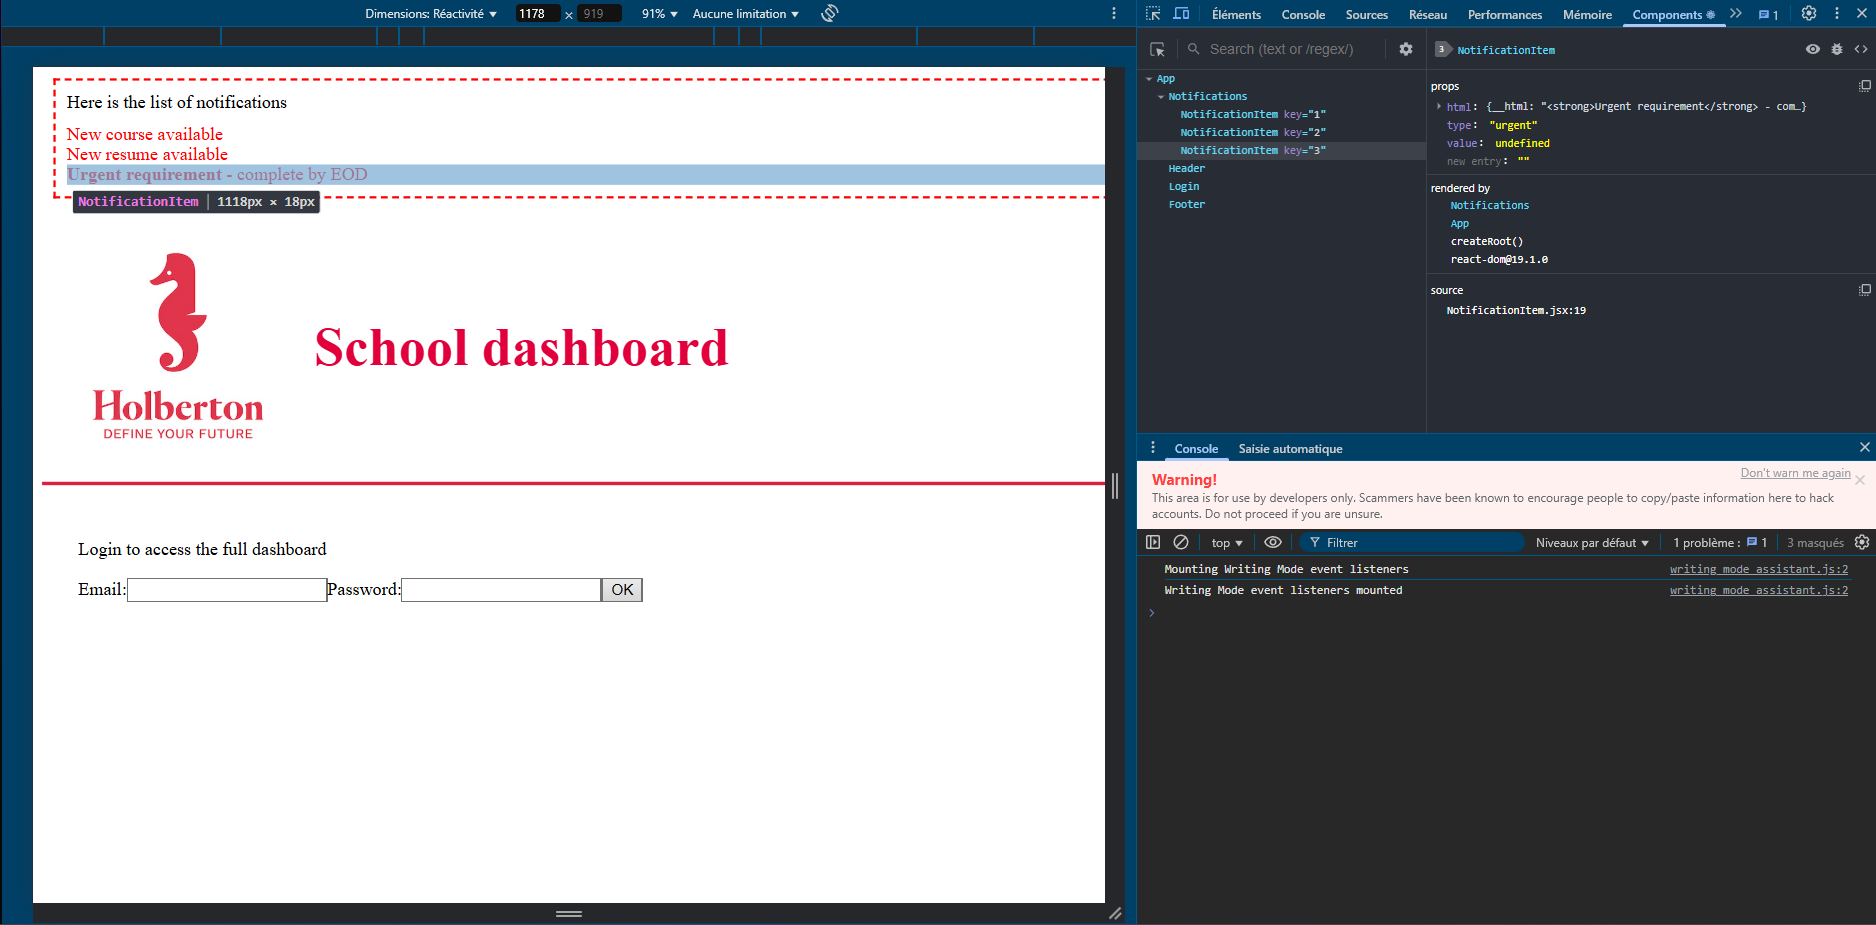 Dimensions: Réactivité ▼ 1178 × 919 91% ▼ Aucune limitation ▼
Here is the list of notifications
New course available
New resume available
Urgent requirement - complete by EOD
NotificationItem 1118px × 18px
Holberton
DEFINE YOUR FUTURE
School dashboard
Login to access the full dashboard
Email: Password: OK
Éléments Console Sources Réseau Performances Mémoire Components 1
Search (text or /regex/)
App
Notifications
NotificationItem key="1"
NotificationItem key="2"
NotificationItem key="3"
Header
Login
Footer
3 NotificationItem
props
html: {__html: "<strong>Urgent requirement</strong> - com…}
type: "urgent"
value: undefined
new entry: ""
rendered by
Notifications
App
createRoot()
react-dom@19.1.0
source
NotificationItem.jsx:19
Console Saisie automatique
Warning! Don't warn me again
This area is for use by developers only. Scammers have been known to encourage people to copy/paste information here to hack
accounts. Do not proceed if you are unsure.
top ▼ Filtrer Niveaux par défaut ▼ 1 problème : 1 3 masqués
Mounting Writing Mode event listeners writing_mode_assistant.js:2
Writing Mode event listeners mounted writing_mode_assistant.js:2